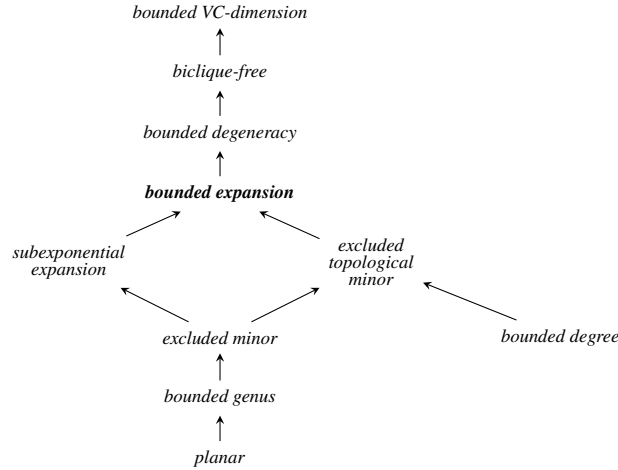 bounded VC-dimension
biclique-free
bounded degeneracy
bounded expansion
subexponential
expansion
excluded
topological
minor
excluded minor
bounded degree
bounded genus
planar